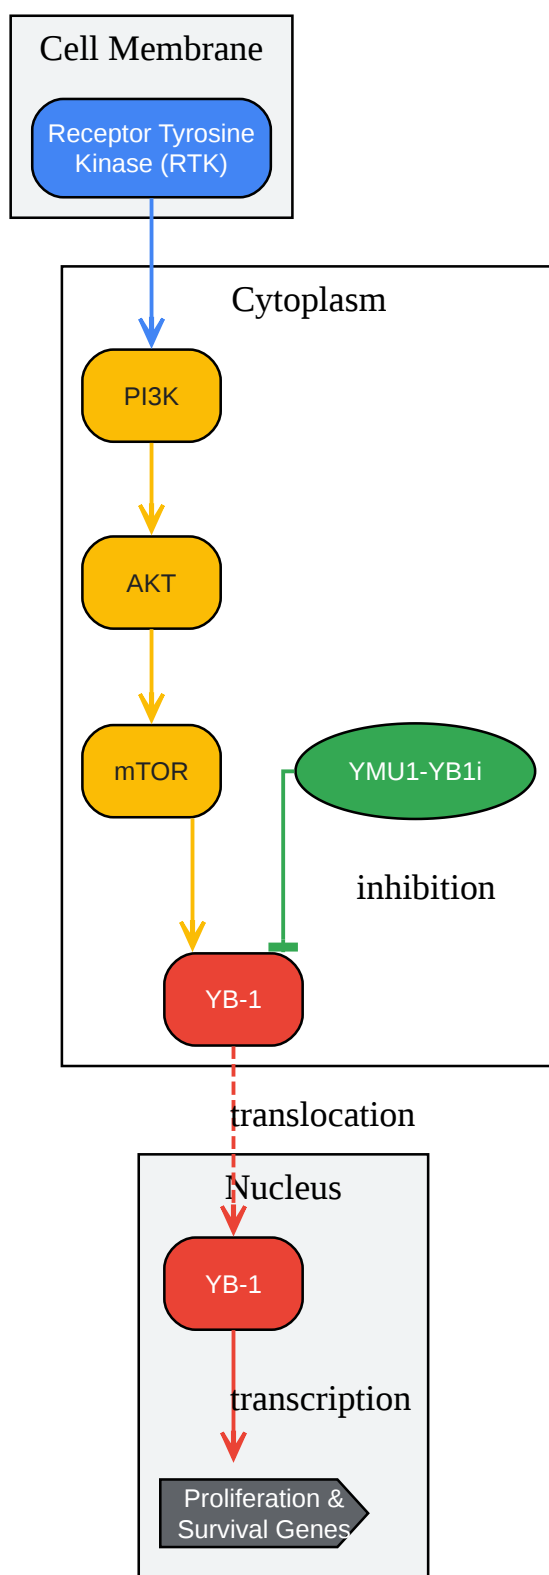 Cell Membrane
Receptor Tyrosine
Kinase (RTK)
Cytoplasm
PI3K
AKT
mTOR
YMU1-YB1i
inhibition
YB-1
translocation
Nucleus
YB-1
transcription
Proliferation &
Survival Genes